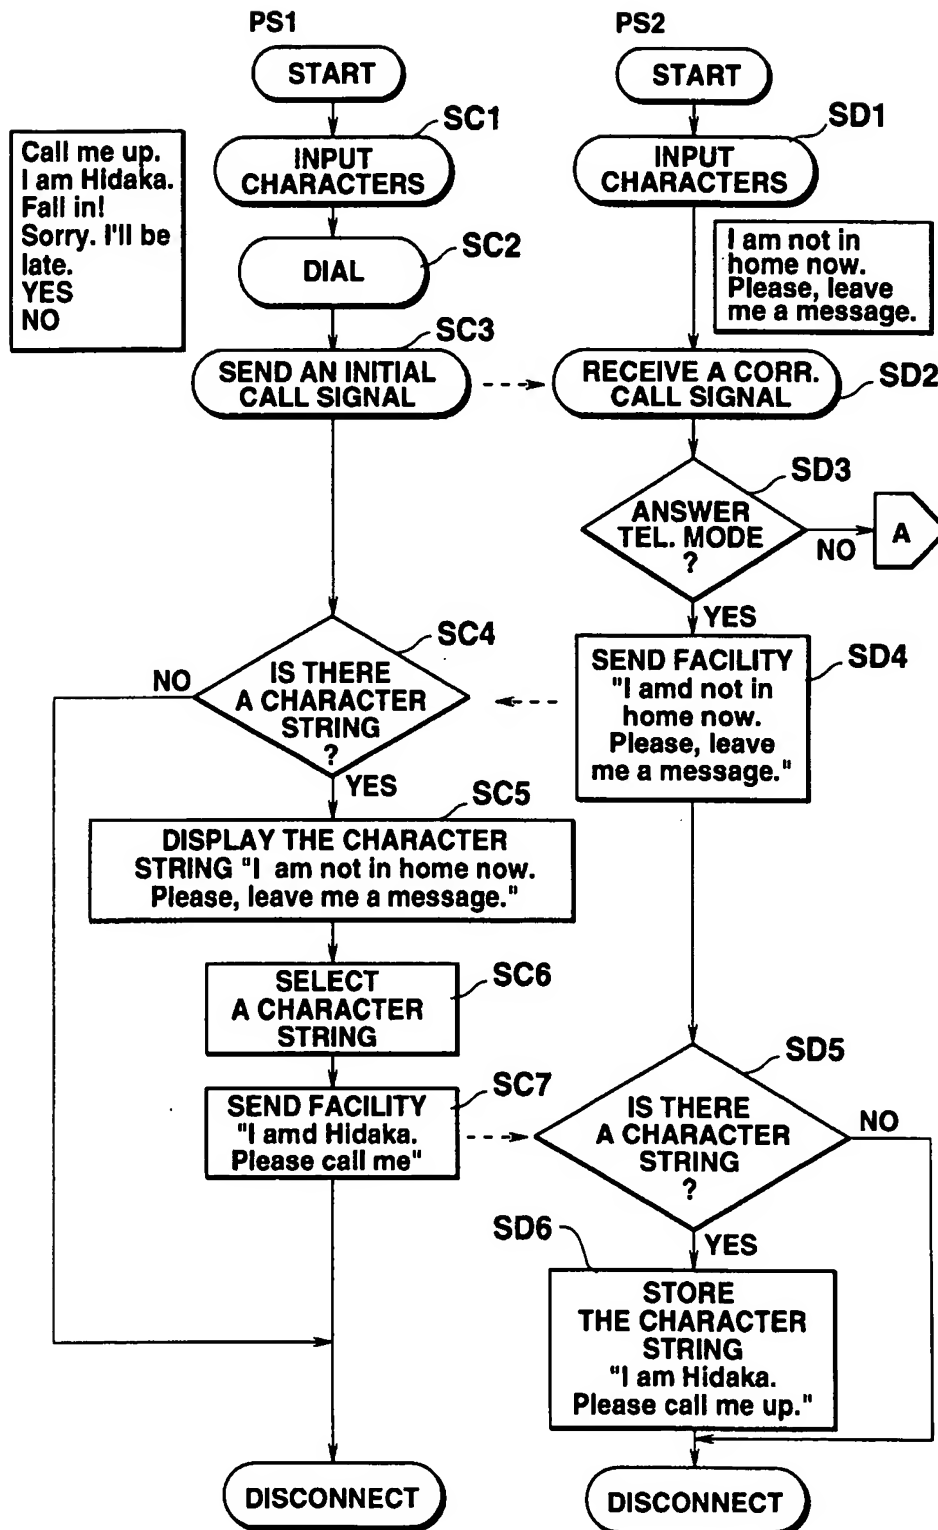 PS1
START
SC1
INPUT
CHARACTERS
Call me up.
I am Hidaka.
Fall in!
Sorry. I'll be
late.
YES
NO
SC2
DIAL
SC3
SEND AN INITIAL
CALL SIGNAL
SC4
IS THERE
A CHARACTER
STRING
?
NO
YES
SC5
DISPLAY THE CHARACTER
STRING "I am not in home now.
Please, leave me a message."
SC6
SELECT
A CHARACTER
STRING
SC7
SEND FACILITY
"I amd Hidaka.
Please call me"
DISCONNECT
PS2
START
SD1
INPUT
CHARACTERS
I am not in
home now.
Please, leave
me a message.
RECEIVE A CORR.
CALL SIGNAL
SD2
SD3
ANSWER
TEL. MODE
?
NO
A
YES
SEND FACILITY
"I amd not in
home now.
Please, leave
me a message."
SD4
SD5
IS THERE
A CHARACTER
STRING
?
NO
YES
SD6
STORE
THE CHARACTER
STRING
"I am Hidaka.
Please call me up."
DISCONNECT